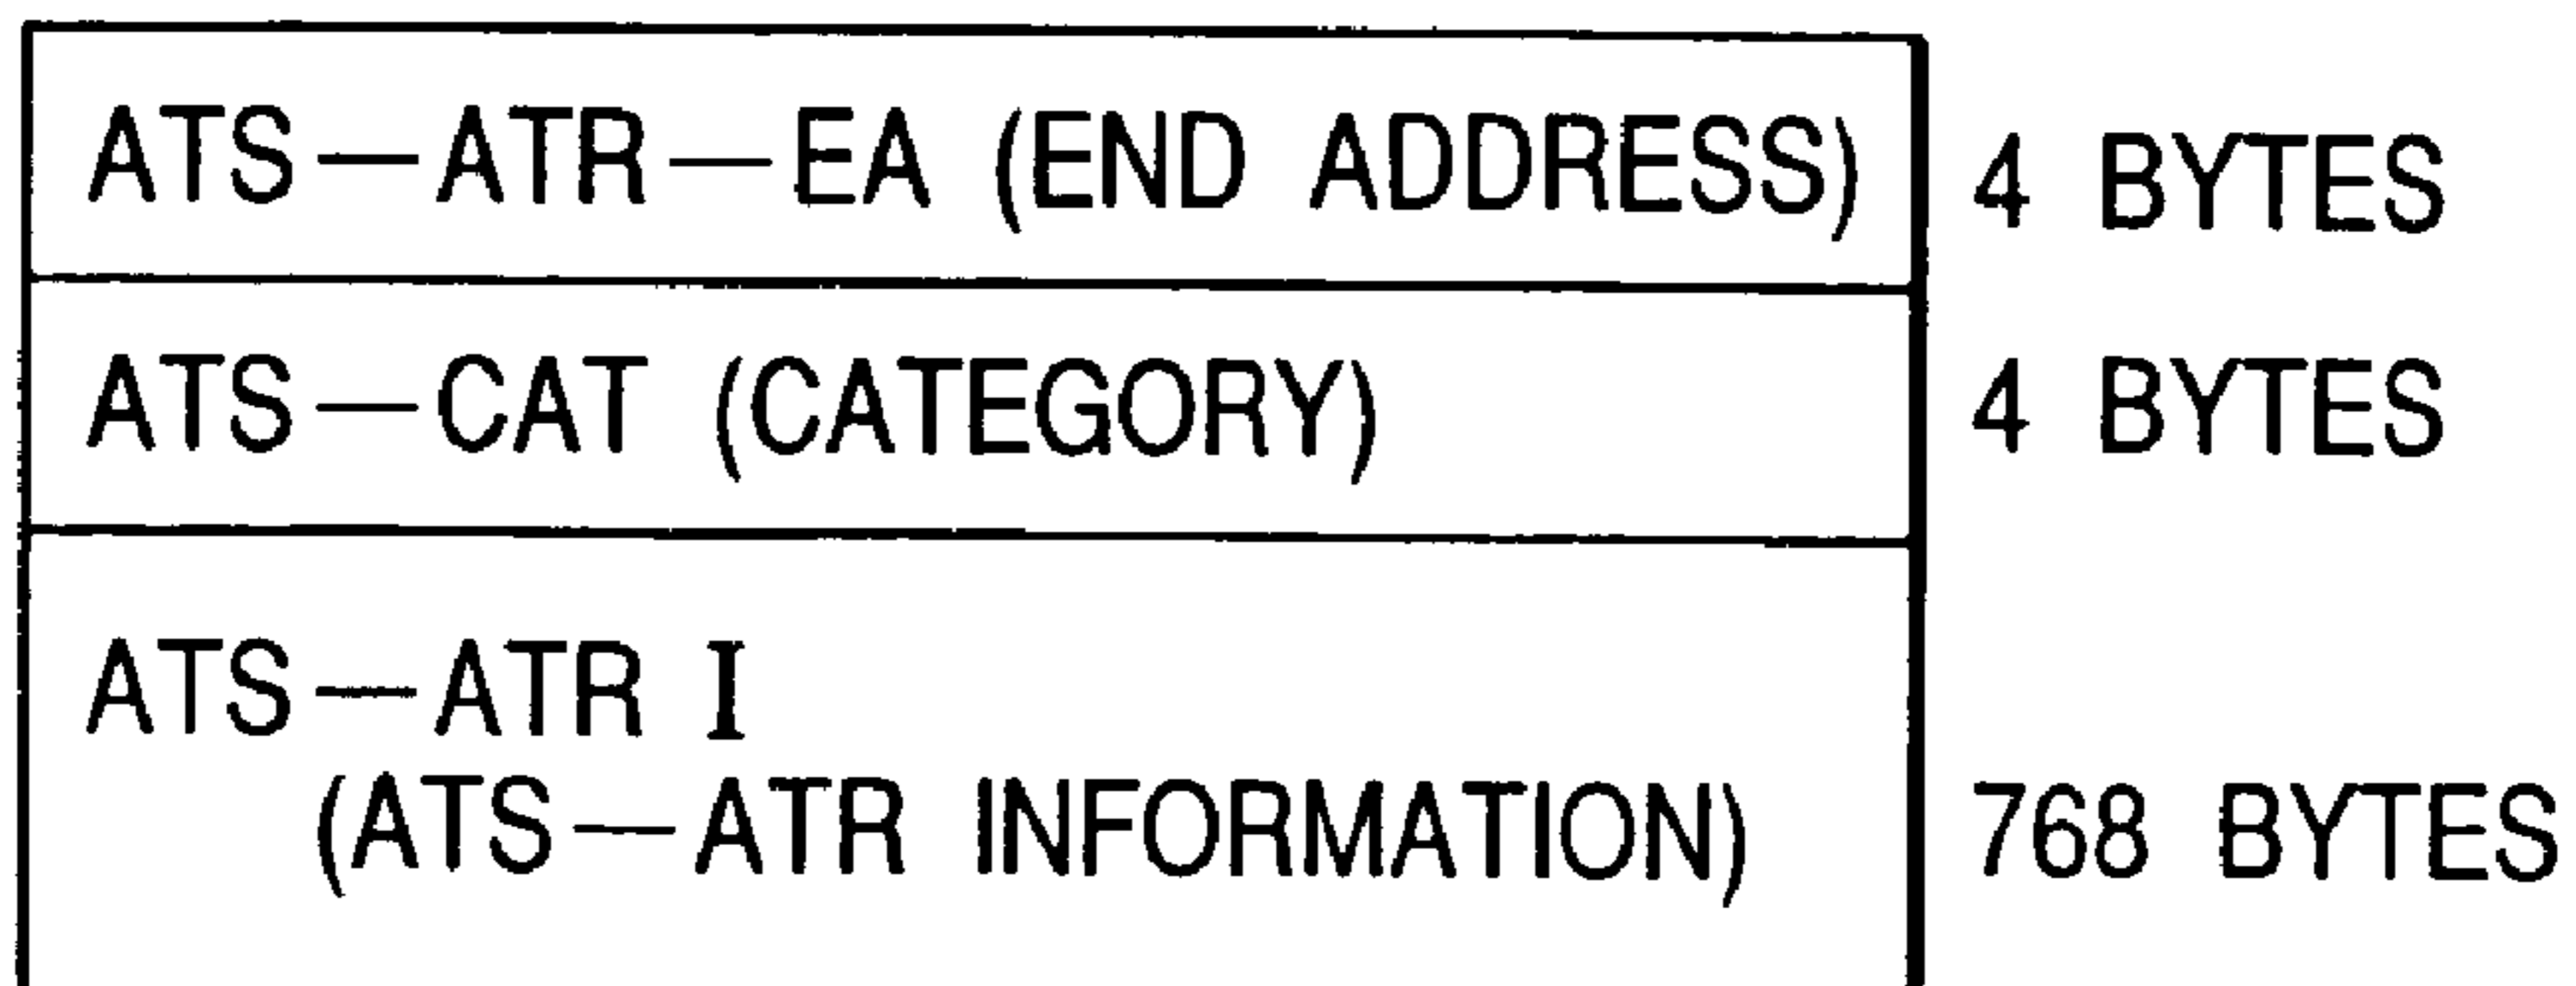 ATS—ATR—EA (END ADDRESS) 4 BYTES
ATS—CAT (CATEGORY) 4 BYTES
ATS—ATR I
(ATS—ATR INFORMATION) 768 BYTES